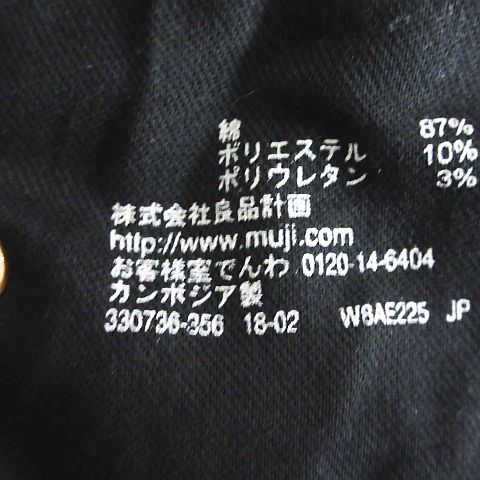 綿 87%
ポリエステル 10%
ポリウレタン 3%
株式会社良品計画
http://www.muji.com
お客様室でんわ 0120-14-6404
カンボジア製
330736-356 18-02 W8AE225 JP